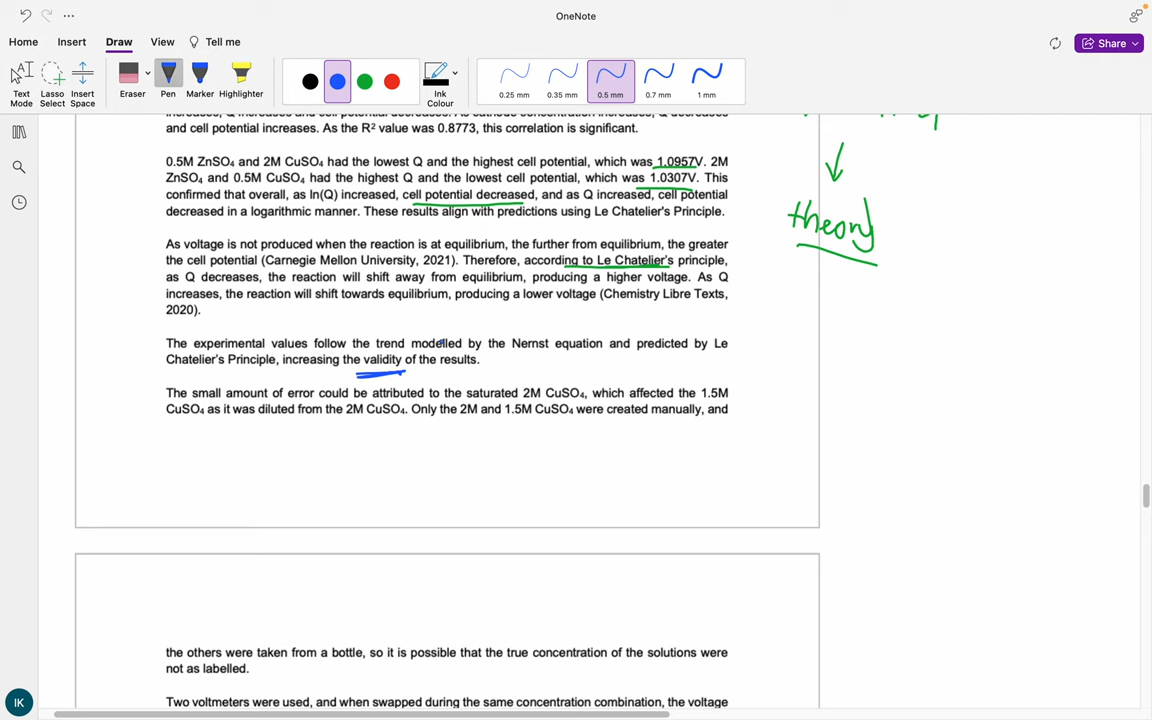 OneNote
Home Insert Draw View Tell me
Share
Text Mode
Lasso Select
Insert Space
Eraser
Pen
Marker
Highlighter
Ink Colour
0.25 mm
0.35 mm
0.5 mm
0.7 mm
1 mm
increases, Q increases and cell potential decreases. As cathodic concentration increases, Q decreases
and cell potential increases. As the R² value was 0.8773, this correlation is significant.
0.5M ZnSO₄ and 2M CuSO₄ had the lowest Q and the highest cell potential, which was 1.0957V. 2M
ZnSO₄ and 0.5M CuSO₄ had the highest Q and the lowest cell potential, which was 1.0307V. This
confirmed that overall, as ln(Q) increased, cell potential decreased, and as Q increased, cell potential
decreased in a logarithmic manner. These results align with predictions using Le Chatelier's Principle.
theory
As voltage is not produced when the reaction is at equilibrium, the further from equilibrium, the greater
the cell potential (Carnegie Mellon University, 2021). Therefore, according to Le Chatelier's principle,
as Q decreases, the reaction will shift away from equilibrium, producing a higher voltage. As Q
increases, the reaction will shift towards equilibrium, producing a lower voltage (Chemistry Libre Texts,
2020).
The experimental values follow the trend modelled by the Nernst equation and predicted by Le
Chatelier's Principle, increasing the validity of the results.
The small amount of error could be attributed to the saturated 2M CuSO₄, which affected the 1.5M
CuSO₄ as it was diluted from the 2M CuSO₄. Only the 2M and 1.5M CuSO₄ were created manually, and
the others were taken from a bottle, so it is possible that the true concentration of the solutions were
not as labelled.
Two voltmeters were used, and when swapped during the same concentration combination, the voltage
IK